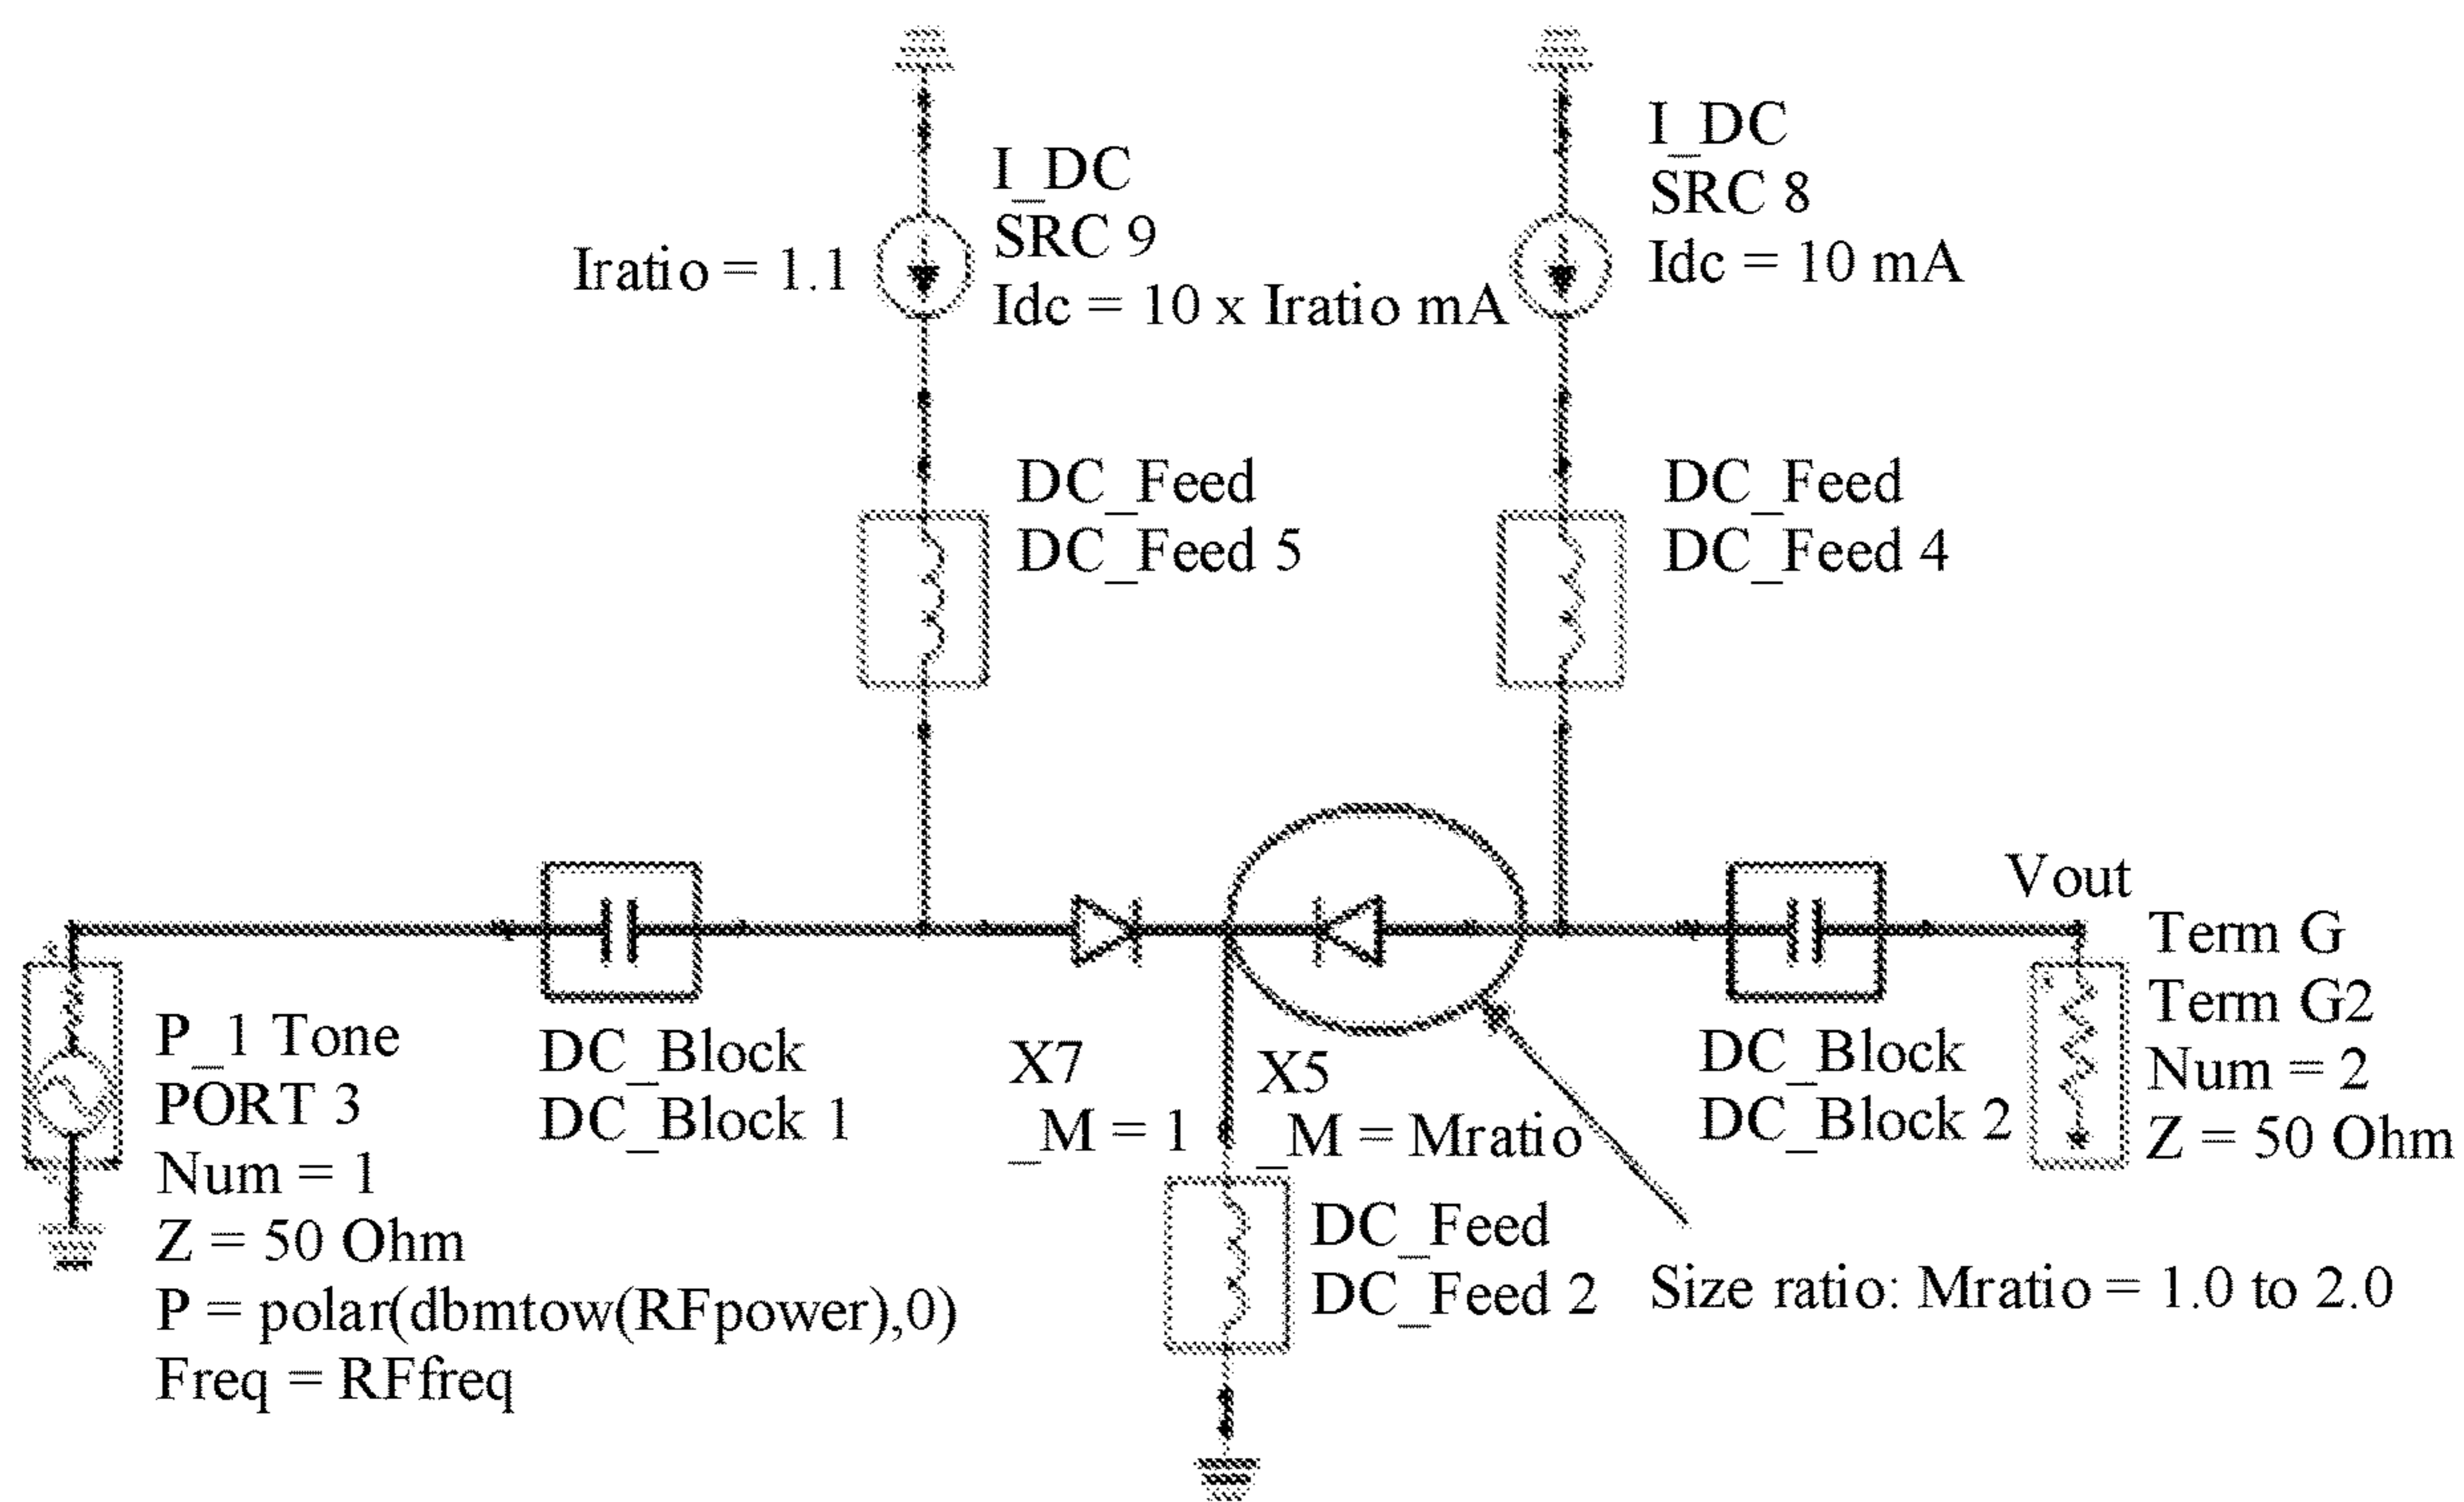 I_DC
SRC 9
Idc = 10 x Iratio mA
Iratio = 1.1
I_DC
SRC 8
Idc = 10 mA
DC_Feed
DC_Feed 5
DC_Feed
DC_Feed 4
P_1 Tone
PORT 3
Num = 1
Z = 50 Ohm
P = polar(dbmtow(RFpower),0)
Freq = RFfreq
DC_Block
DC_Block 1
X7
_M = 1
X5
_M = Mratio
DC_Feed
DC_Feed 2
Size ratio: Mratio = 1.0 to 2.0
DC_Block
DC_Block 2
Vout
Term G
Term G2
Num = 2
Z = 50 Ohm